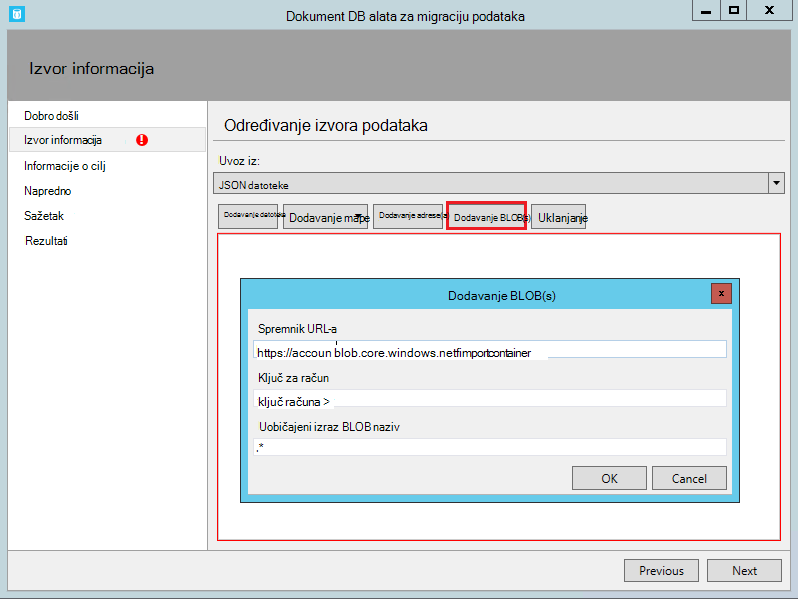 Dokument DB alata za migraciju podataka
Izvor informacija
Dobro došli
Izvor informacija
Informacije o cilj
Napredno
Sažetak
Rezultati
Određivanje izvora podataka
Uvoz iz:
JSON datoteke
Dodavanje datoteke Dodavanje mape Dodavanje adrese(a) Dodavanje BLOB(s) Uklanjanje
Dodavanje BLOB(s)
x
Spremnik URL-a
https://accoun blob.core.windows.netfimportcontainer
Ključ za račun
ključ računa >
Uobičajeni izraz BLOB naziv
.*
OK Cancel
Previous Next